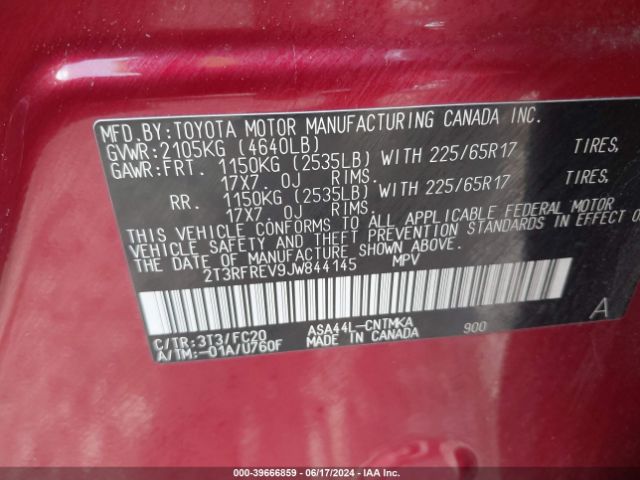 MFD.BY:TOYOTA MOTOR MANUFACTURING CANADA INC.
GVWR:2105KG (4640LB)
GAWR:FRT. 1150KG (2535LB) WITH 225/65R17 TIRES,
17X7.0J RIMS.
RR. 1150KG (2535LB) WITH 225/65R17 TIRES,
17X7.0J RIMS.
THIS VEHICLE CONFORMS TO ALL APPLICABLE FEDERAL MOTOR
VEHICLE SAFETY AND THEFT PREVENTION STANDARDS IN EFFECT O
THE DATE OF MANUFACTURE SHOWN ABOVE.
2T3RFREV9JW844145 MPV
C/TR:3T3/FC20 ASA44L-CNTMKA 900 A
A/TM:-01A/U760F MADE IN CANADA
000-39666859 - 06/17/2024 - IAA Inc.